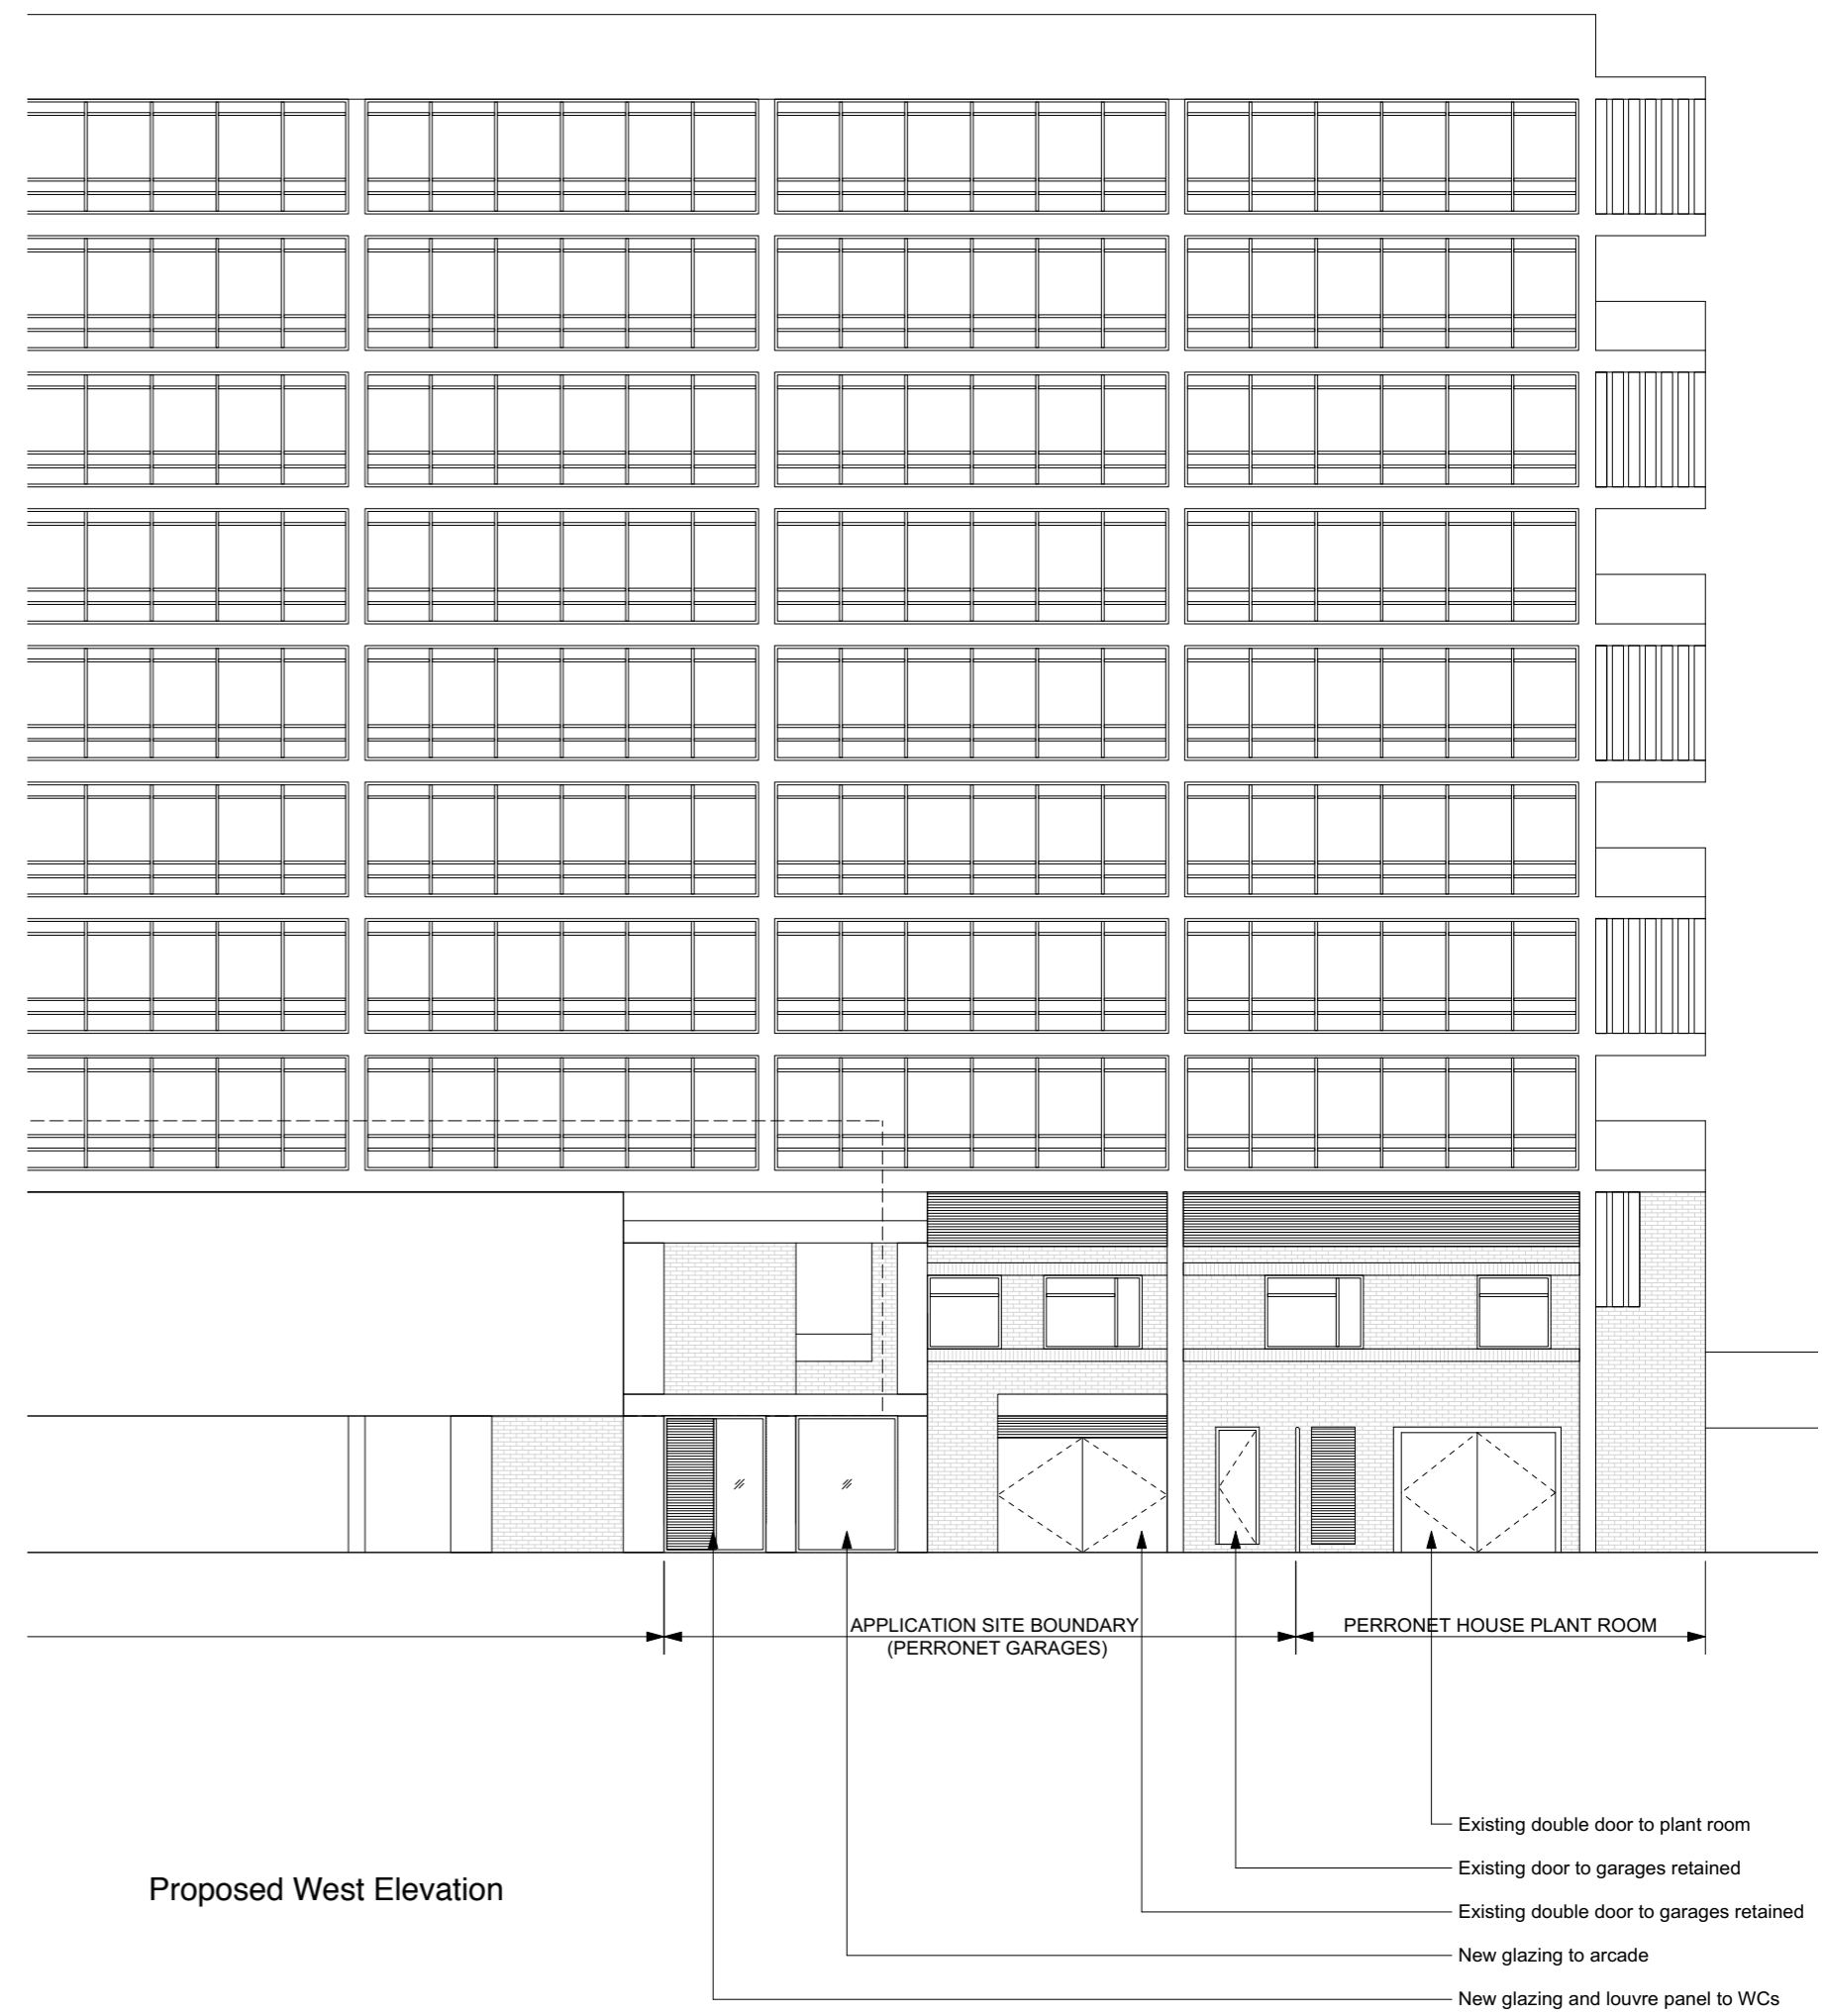 APPLICATION SITE BOUNDARY
(PERRONET GARAGES)
PERRONET HOUSE PLANT ROOM
Existing double door to plant room
Existing door to garages retained
Proposed West Elevation
Existing double door to garages retained
New glazing to arcade
New glazing and louvre panel to WCs